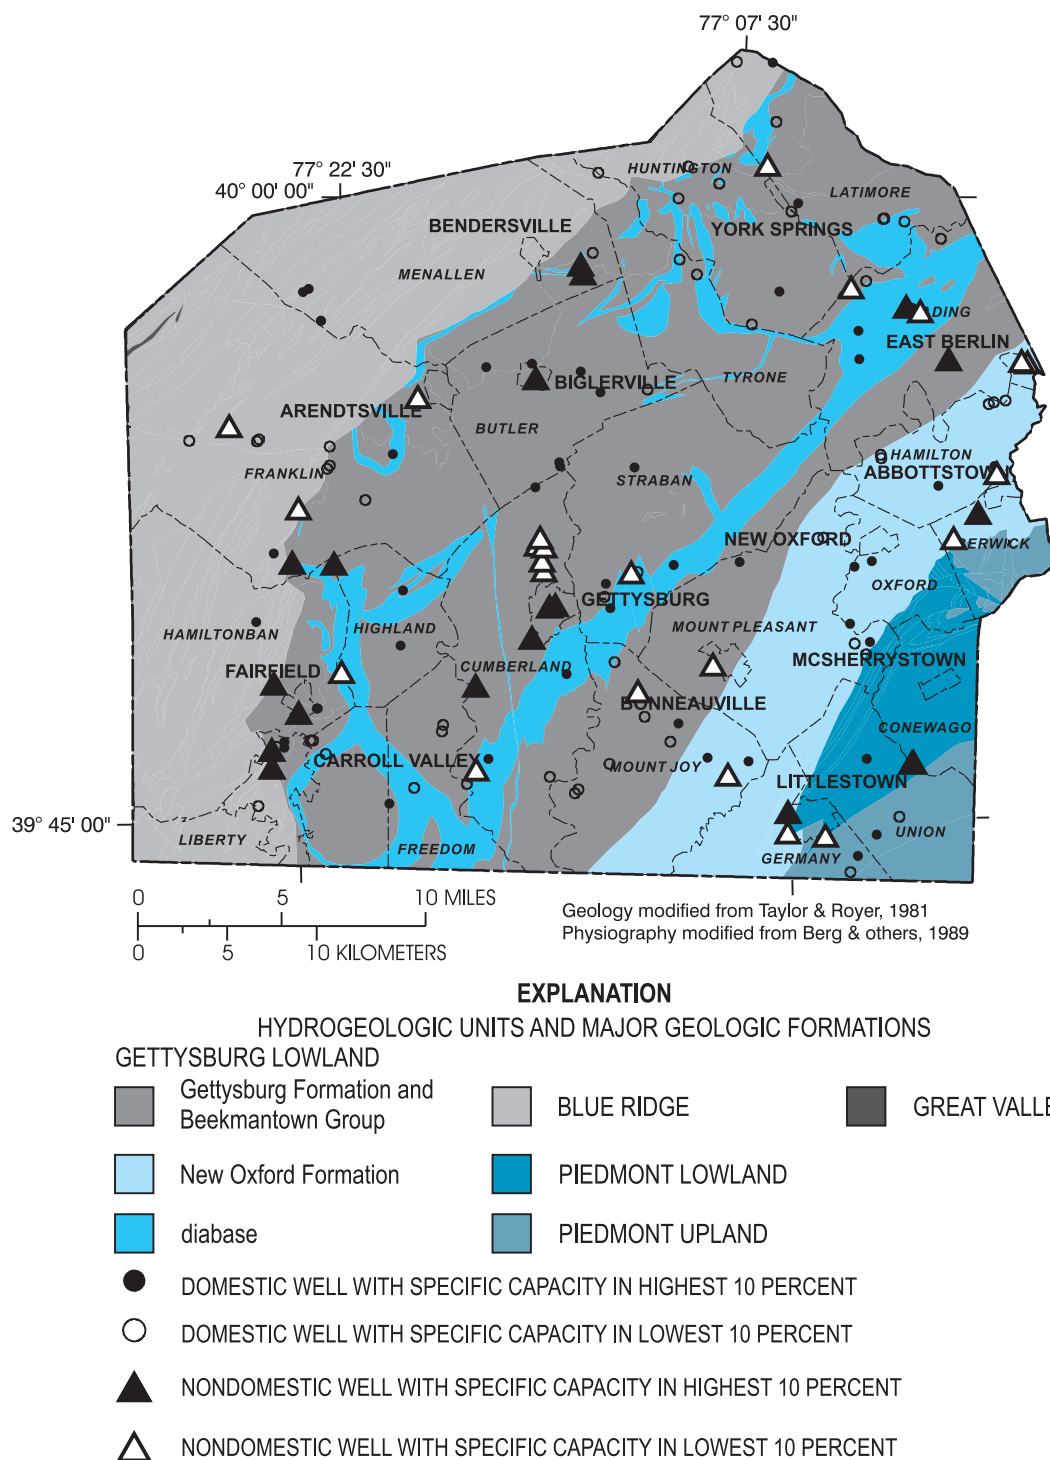 77° 07' 30"
77° 22' 30"
40° 00' 00"
HUNTINGTON
LATIMORE
BENDERSVILLE
YORK SPRINGS
MENALLEN
EAST BERLIN
BIGLERVILLE
TYRONE
ARENDTSVILLE
BUTLER
HAMILTON
FRANKLIN
STRABAN
ABBOTTSTOWN
NEW OXFORD
OXFORD
GETTYSBURG
MOUNT PLEASANT
HAMILTONBAN
HIGHLAND
CUMBERLAND
MCSHERRYSTOWN
FAIRFIELD
BONNEAUVILLE
CONEWAGO
CARROLL VALLEY
MOUNT JOY
LITTLESTOWN
39° 45' 00"
LIBERTY
FREEDOM
GERMANY
UNION
0 5 10 MILES
0 5 10 KILOMETERS
Geology modified from Taylor & Royer, 1981
Physiography modified from Berg & others, 1989
EXPLANATION
HYDROGEOLOGIC UNITS AND MAJOR GEOLOGIC FORMATIONS
GETTYSBURG LOWLAND
Gettysburg Formation and
Beekmantown Group
BLUE RIDGE
GREAT VALLE
New Oxford Formation
PIEDMONT LOWLAND
diabase
PIEDMONT UPLAND
DOMESTIC WELL WITH SPECIFIC CAPACITY IN HIGHEST 10 PERCENT
DOMESTIC WELL WITH SPECIFIC CAPACITY IN LOWEST 10 PERCENT
NONDOMESTIC WELL WITH SPECIFIC CAPACITY IN HIGHEST 10 PERCENT
NONDOMESTIC WELL WITH SPECIFIC CAPACITY IN LOWEST 10 PERCENT